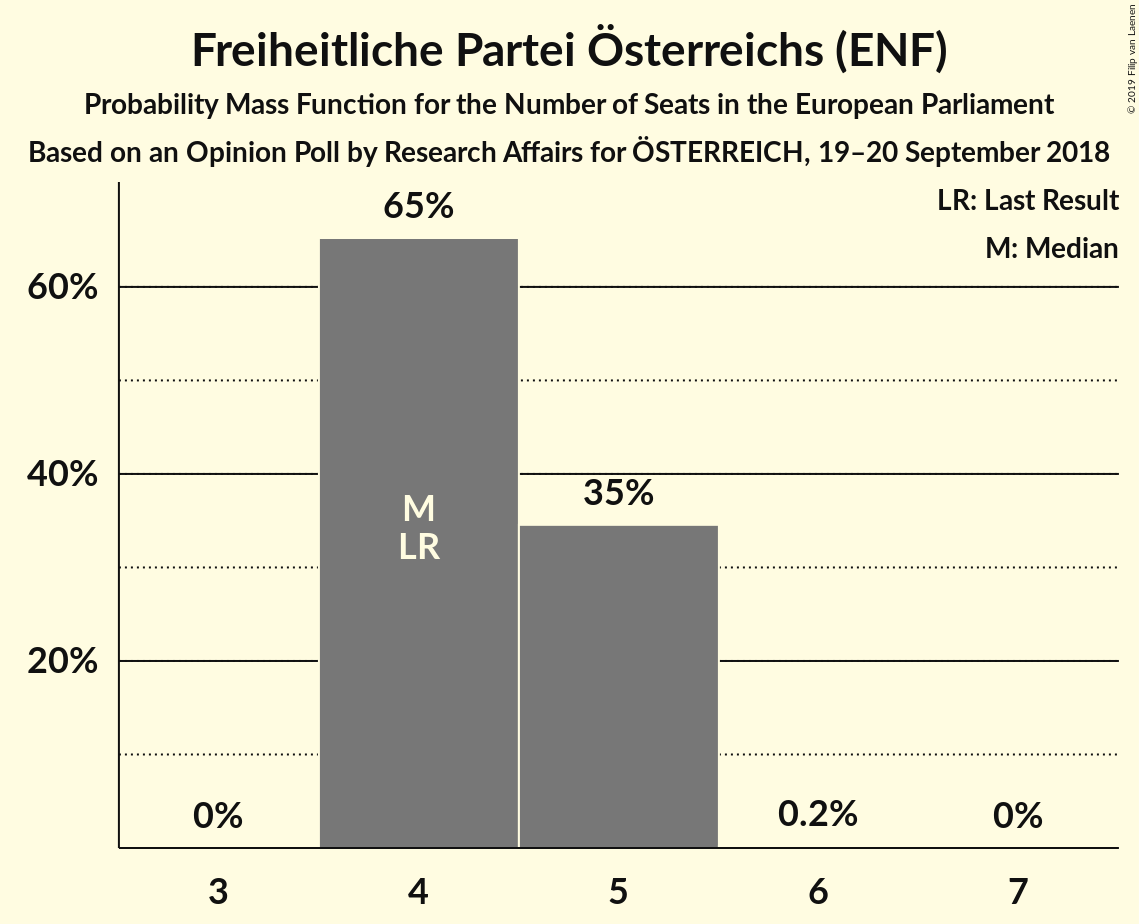 Freiheitliche Partei Österreichs (ENF)
Probability Mass Function for the Number of Seats in the European Parliament
Based on an Opinion Poll by Research Affairs for ÖSTERREICH, 19–20 September 2018
© 2019 Filip van Laenen
LR: Last Result
M: Median
65%
60%
40%
35%
M
LR
20%
0%
0.2%
0%
3 4 5 6 7